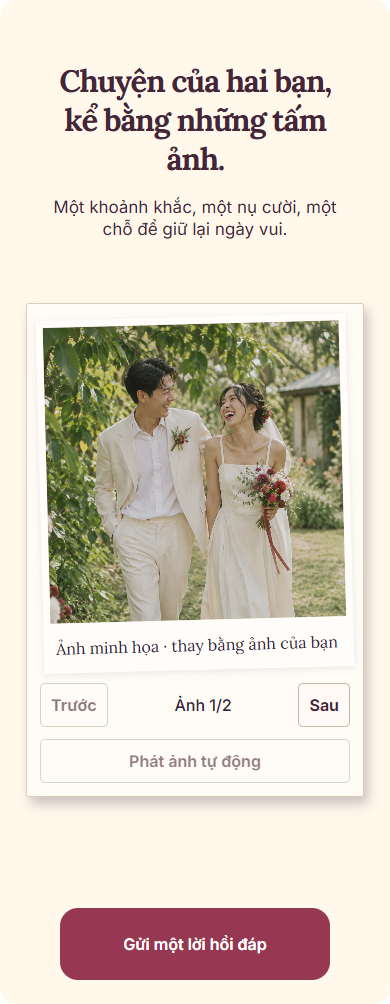 Chuyện của hai bạn,
kể bằng những tấm
ảnh.
Một khoảnh khắc, một nụ cười, một
chỗ để giữ lại ngày vui.
Ảnh minh họa · thay bằng ảnh của bạn
Trước
Ảnh 1/2
Sau
Phát ảnh tự động
Gửi một lời hồi đáp